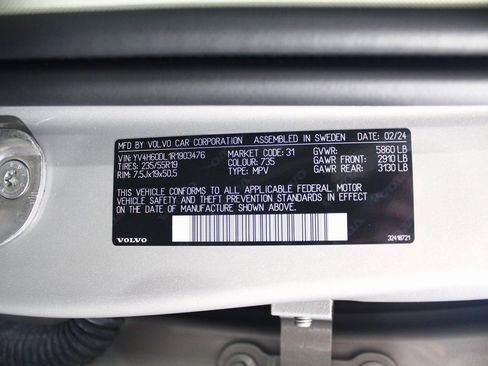 MFD BY VOLVO CAR CORPORATION ASSEMBLED IN SWEDEN DATE: 02/24
VIN: YV4H60DL1R1903476 MARKET CODE: 31 GVWR: 5860 LB
TIRES: 235/55R19 COLOUR: 735 GAWR FRONT: 2910 LB
RIM: 7.5Jx19x50.5 TYPE: MPV GAWR REAR: 3130 LB
THIS VEHICLE CONFORMS TO ALL APPLICABLE FEDERAL MOTOR
VEHICLE SAFETY AND THEFT PREVENTION STANDARDS IN EFFECT
ON THE DATE OF MANUFACTURE SHOWN ABOVE.
VOLVO 32418721